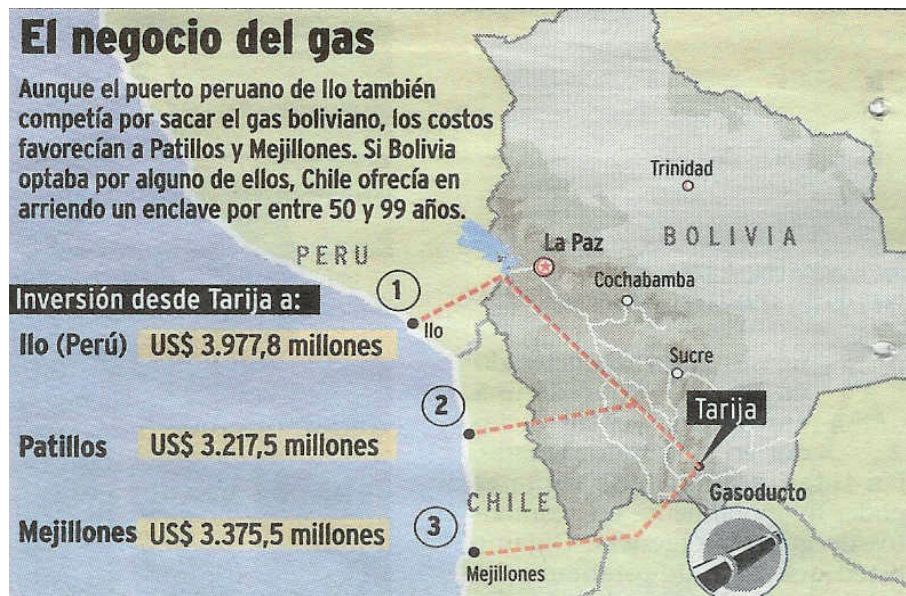 El negocio del gas
Aunque el puerto peruano de Ilo también
competía por sacar el gas boliviano, los costos
favorecían a Patillos y Mejillones. Si Bolivia
optaba por alguno de ellos, Chile ofrecía en
arriendo un enclave por entre 50 y 99 años.
Trinidad
BOLIVIA
PERU
La Paz
Cochabamba
Inversión desde Tarija a:
1
Ilo
Ilo (Perú) US$ 3.977,8 millones
Sucre
2
Tarija
Patillos US$ 3.217,5 millones
CHILE
Gasoducto
Mejillones US$ 3.375,5 millones
3
Mejillones